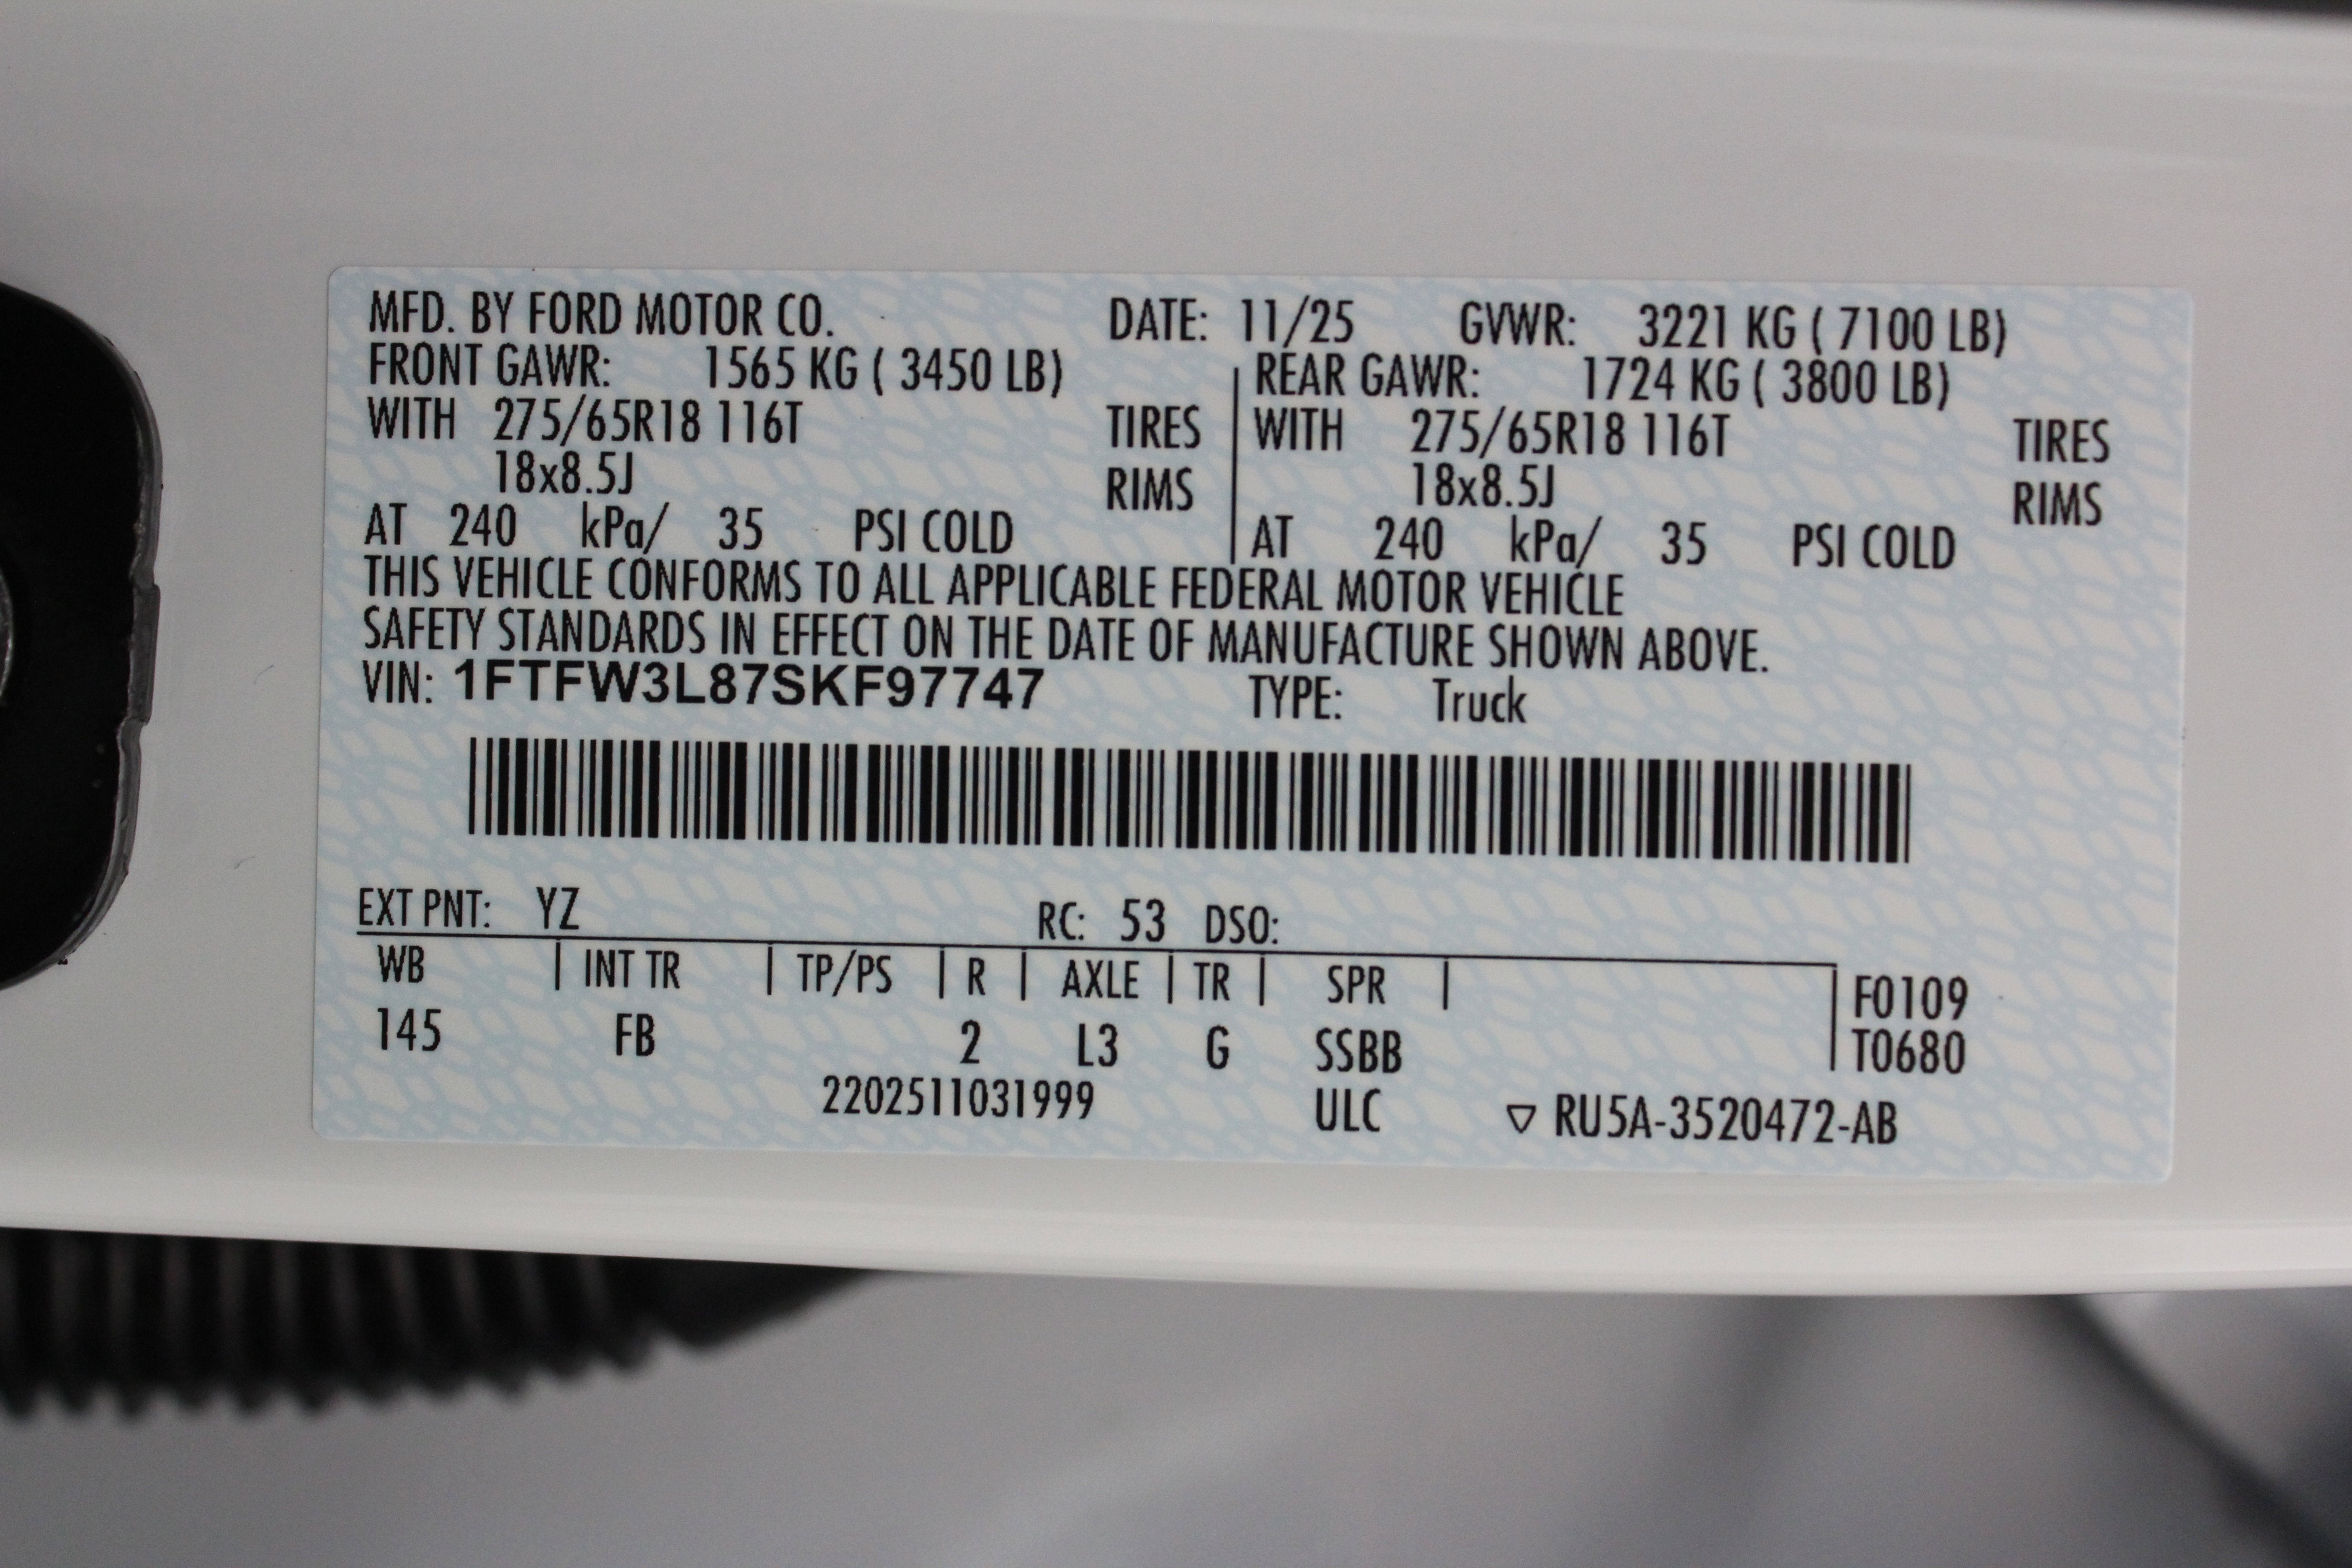 MFD. BY FORD MOTOR CO. DATE: 11/25 GVWR: 3221 KG ( 7100 LB)
FRONT GAWR: 1565 KG ( 3450 LB) REAR GAWR: 1724 KG ( 3800 LB)
WITH 275/65R18 116T TIRES WITH 275/65R18 116T TIRES
18x8.5J RIMS 18x8.5J RIMS
AT 240 kPa/ 35 PSI COLD AT 240 kPa/ 35 PSI COLD
THIS VEHICLE CONFORMS TO ALL APPLICABLE FEDERAL MOTOR VEHICLE
SAFETY STANDARDS IN EFFECT ON THE DATE OF MANUFACTURE SHOWN ABOVE.
VIN: 1FTFW3L87SKF97747 TYPE: Truck
EXT PNT: YZ RC: 53 DSO:
WB | INT TR | TP/PS | R | AXLE | TR | SPR | F0109
145 FB 2 L3 G SSBB T0680
2202511031999 ULC ▽ RU5A-3520472-AB